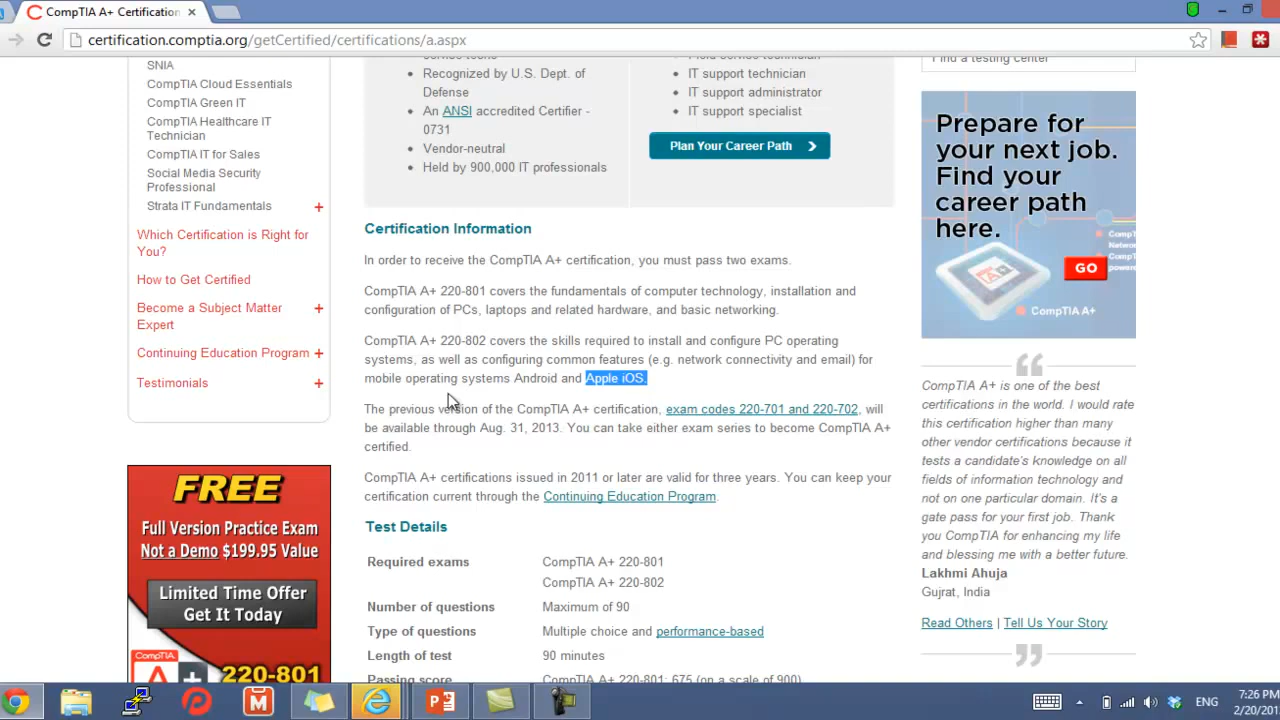 CompTIA A+ Certification
certification.comptia.org/getCertified/certifications/a.aspx
SNIA
CompTIA Cloud Essentials
CompTIA Green IT
CompTIA Healthcare IT
Technician
CompTIA IT for Sales
Social Media Security
Professional
Strata IT Fundamentals
Which Certification is Right for
You?
How to Get Certified
Become a Subject Matter
Expert
Continuing Education Program
Testimonials
FREE
Full Version Practice Exam
Not a Demo $199.95 Value
Limited Time Offer
Get It Today
CompTIA
A+
220-801
Recognized by U.S. Dept. of
Defense
An ANSI accredited Certifier -
0731
Vendor-neutral
Held by 900,000 IT professionals
Field service technician
IT support technician
IT support administrator
IT support specialist
Plan Your Career Path
Certification Information
In order to receive the CompTIA A+ certification, you must pass two exams.
CompTIA A+ 220-801 covers the fundamentals of computer technology, installation and
configuration of PCs, laptops and related hardware, and basic networking.
CompTIA A+ 220-802 covers the skills required to install and configure PC operating
systems, as well as configuring common features (e.g. network connectivity and email) for
mobile operating systems Android and Apple iOS.
The previous version of the CompTIA A+ certification, exam codes 220-701 and 220-702, will
be available through Aug. 31, 2013. You can take either exam series to become CompTIA A+
certified.
CompTIA A+ certifications issued in 2011 or later are valid for three years. You can keep your
certification current through the Continuing Education Program.
Test Details
Required exams CompTIA A+ 220-801
CompTIA A+ 220-802
Number of questions Maximum of 90
Type of questions Multiple choice and performance-based
Length of test 90 minutes
Passing score CompTIA A+ 220-801: 675 (on a scale of 900)
Find a testing center
Prepare for
your next job.
Find your
career path
here.
GO
CompTIA A+
CompTIA A+ is one of the best
certifications in the world. I would rate
this certification higher than many
other vendor certifications because it
tests a candidate's knowledge on all
fields of information technology and
not on one particular domain. It's a
gate pass for your first job. Thank
you CompTIA for enhancing my life
and blessing me with a better future.
Lakhmi Ahuja
Gujrat, India
Read Others | Tell Us Your Story
ENG
7:26 PM